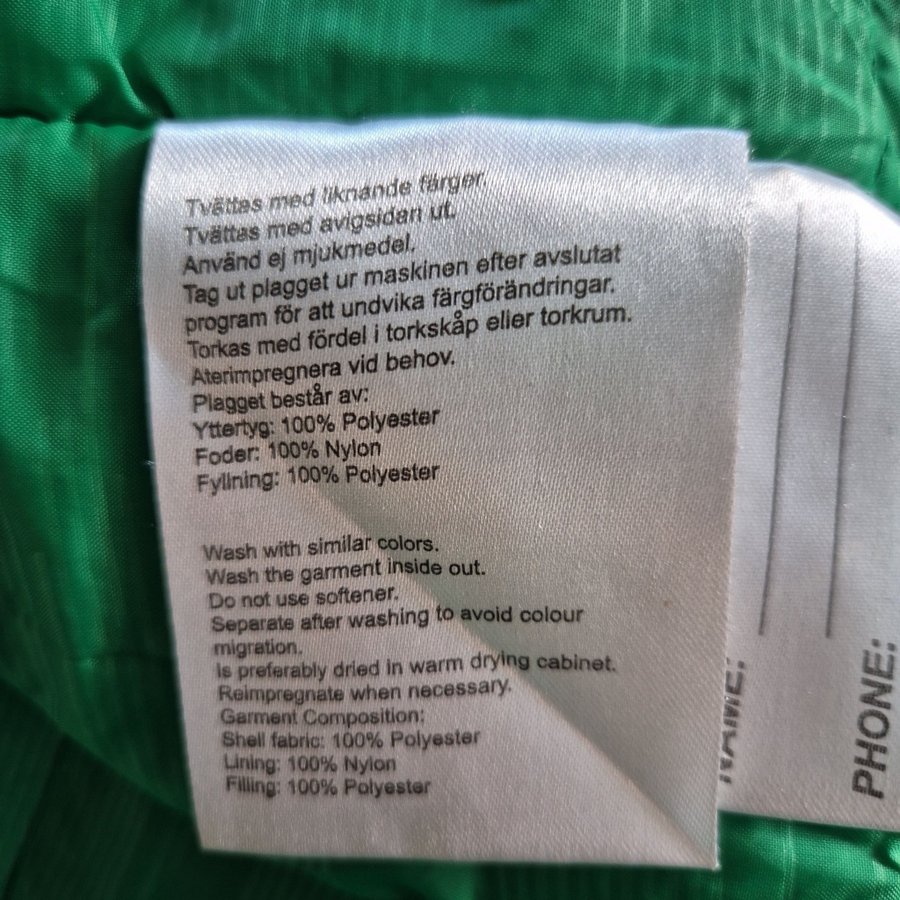 Tvättas med liknande färger.
Tvättas med avigsidan ut.
Använd ej mjukmedel.
Tag ut plagget ur maskinen efter avslutat
program för att undvika färgförändringar.
Torkas med fördel i torkskåp eller torkrum.
Återimpregnera vid behov.
Plagget består av:
Yttertyg: 100% Polyester
Foder: 100% Nylon
Fyllning: 100% Polyester
Wash with similar colors.
Wash the garment inside out.
Do not use softener.
Separate after washing to avoid colour
migration.
Is preferably dried in warm drying cabinet.
Reimpregnate when necessary.
Garment Composition:
Shell fabric: 100% Polyester
Lining: 100% Nylon
Filling: 100% Polyester
NAME:
PHONE: